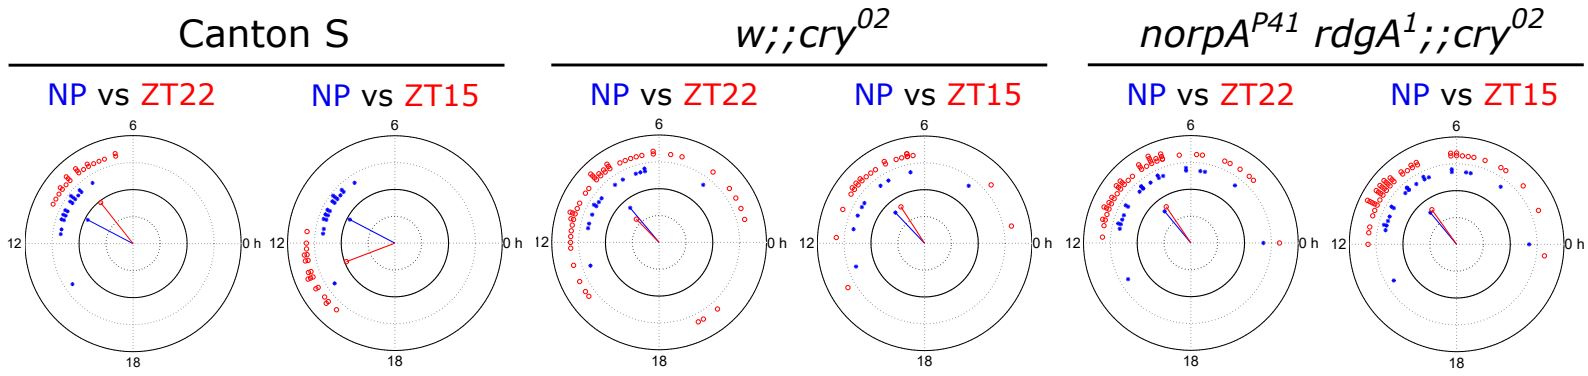 Canton S w;;cry02 norpAP41 rdgA1;;cry02
NP vs ZT22 NP vs ZT15 NP vs ZT22 NP vs ZT15 NP vs ZT22 NP vs ZT15
6 6 6 6 6 6
12 0 h 12 0 h 12 0 h 12 0 h 12 0 h 12 0 h
18 18 18 18 18 18